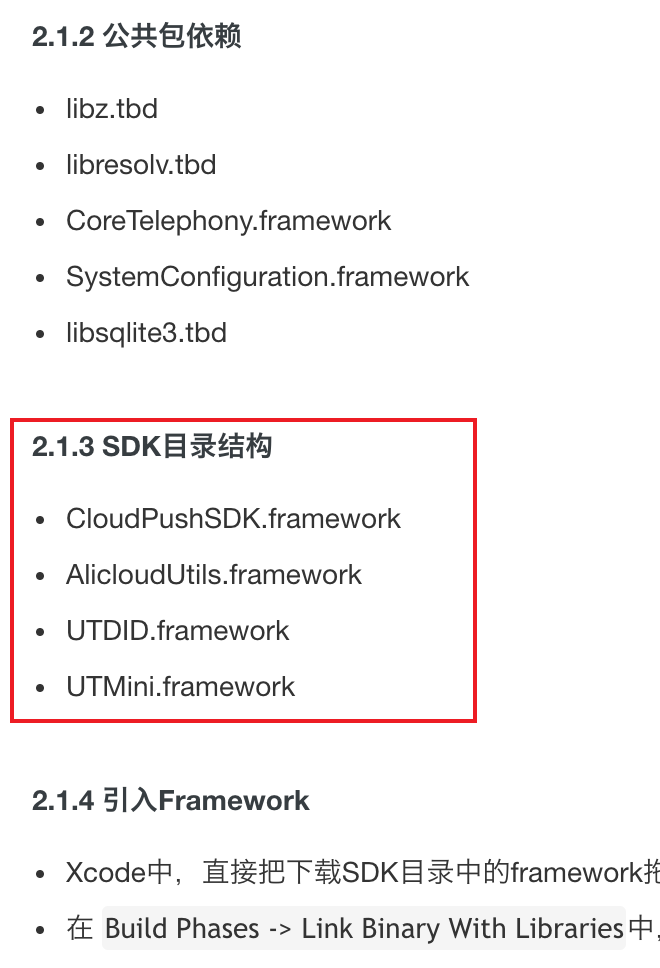 2.1.2 公共包依赖
• libz.tbd
• libresolv.tbd
• CoreTelephony.framework
• SystemConfiguration.framework
• libsqlite3.tbd
2.1.3 SDK目录结构
• CloudPushSDK.framework
• AlicloudUtils.framework
• UTDID.framework
• UTMini.framework
2.1.4 引入Framework
• Xcode中，直接把下载SDK目录中的framework拖
• 在 Build Phases -> Link Binary With Libraries中，